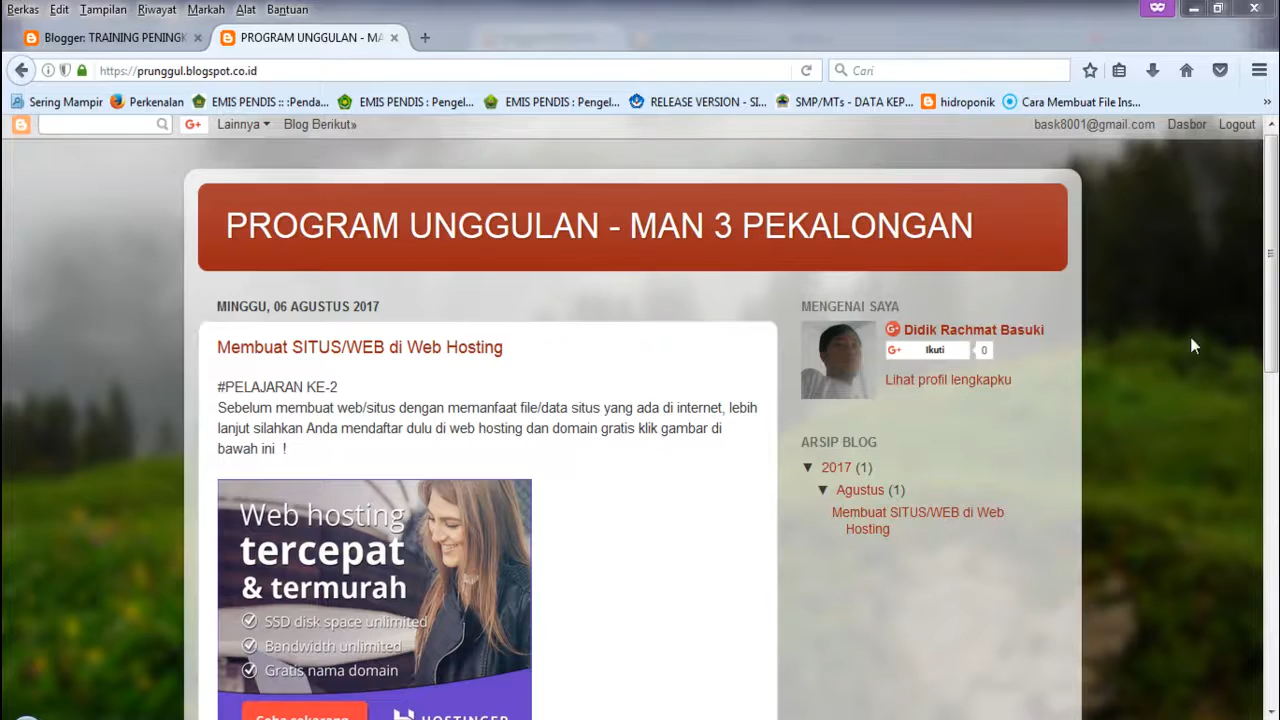 Berkas Edit Tampilan Riwayat Markah Alat Bantuan
Blogger: TRAINING PENINGK
PROGRAM UNGGULAN - MA
https://prunggul.blogspot.co.id
Cari
Sering Mampir Perkenalan EMIS PENDIS :: :Penda... EMIS PENDIS : Pengel... EMIS PENDIS : Pengel... RELEASE VERSION - SI... SMP/MTs - DATA KEP... hidroponik Cara Membuat File Ins...
G+ Lainnya Blog Berikut» bask8001@gmail.com Dasbor Logout
PROGRAM UNGGULAN - MAN 3 PEKALONGAN
MINGGU, 06 AGUSTUS 2017
Membuat SITUS/WEB di Web Hosting
#PELAJARAN KE-2
Sebelum membuat web/situs dengan memanfaat file/data situs yang ada di internet, lebih
lanjut silahkan Anda mendaftar dulu di web hosting dan domain gratis klik gambar di
bawah ini !
Web hosting
tercepat
& termurah
SSD disk space unlimited
Bandwidth unlimited
Gratis nama domain
Coba sekarang
HOSTINGER
MENGENAI SAYA
G+ Didik Rachmat Basuki
G+ Ikuti 0
Lihat profil lengkapku
ARSIP BLOG
▼ 2017 (1)
▼ Agustus (1)
Membuat SITUS/WEB di Web
Hosting